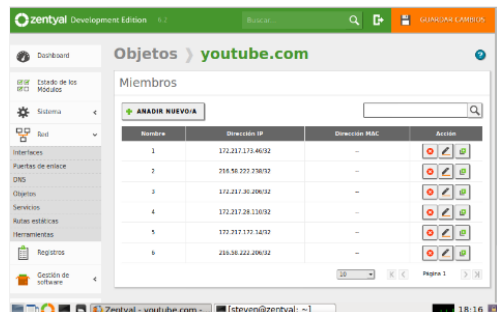 zentyal Development Edition 6.2
Buscar...
GUARDAR CAMBIOS
Dashboard
Estado de los Módulos
Sistema
Red
Interfaces
Puertas de enlace
DNS
Objetos
Servicios
Rutas estáticas
Herramientas
Registros
Gestión de software
Objetos youtube.com
Miembros
AÑADIR NUEVO/A
Nombre Dirección IP Dirección MAC Acción
1 172.217.173.46/32 --
2 216.58.222.238/32 --
3 172.217.30.206/32 --
4 172.217.28.110/32 --
5 172.217.172.14/32 --
6 216.58.222.206/32 --
10 Página 1
Zentyal - youtube.com - [steven@zentyal: ~] 18:16